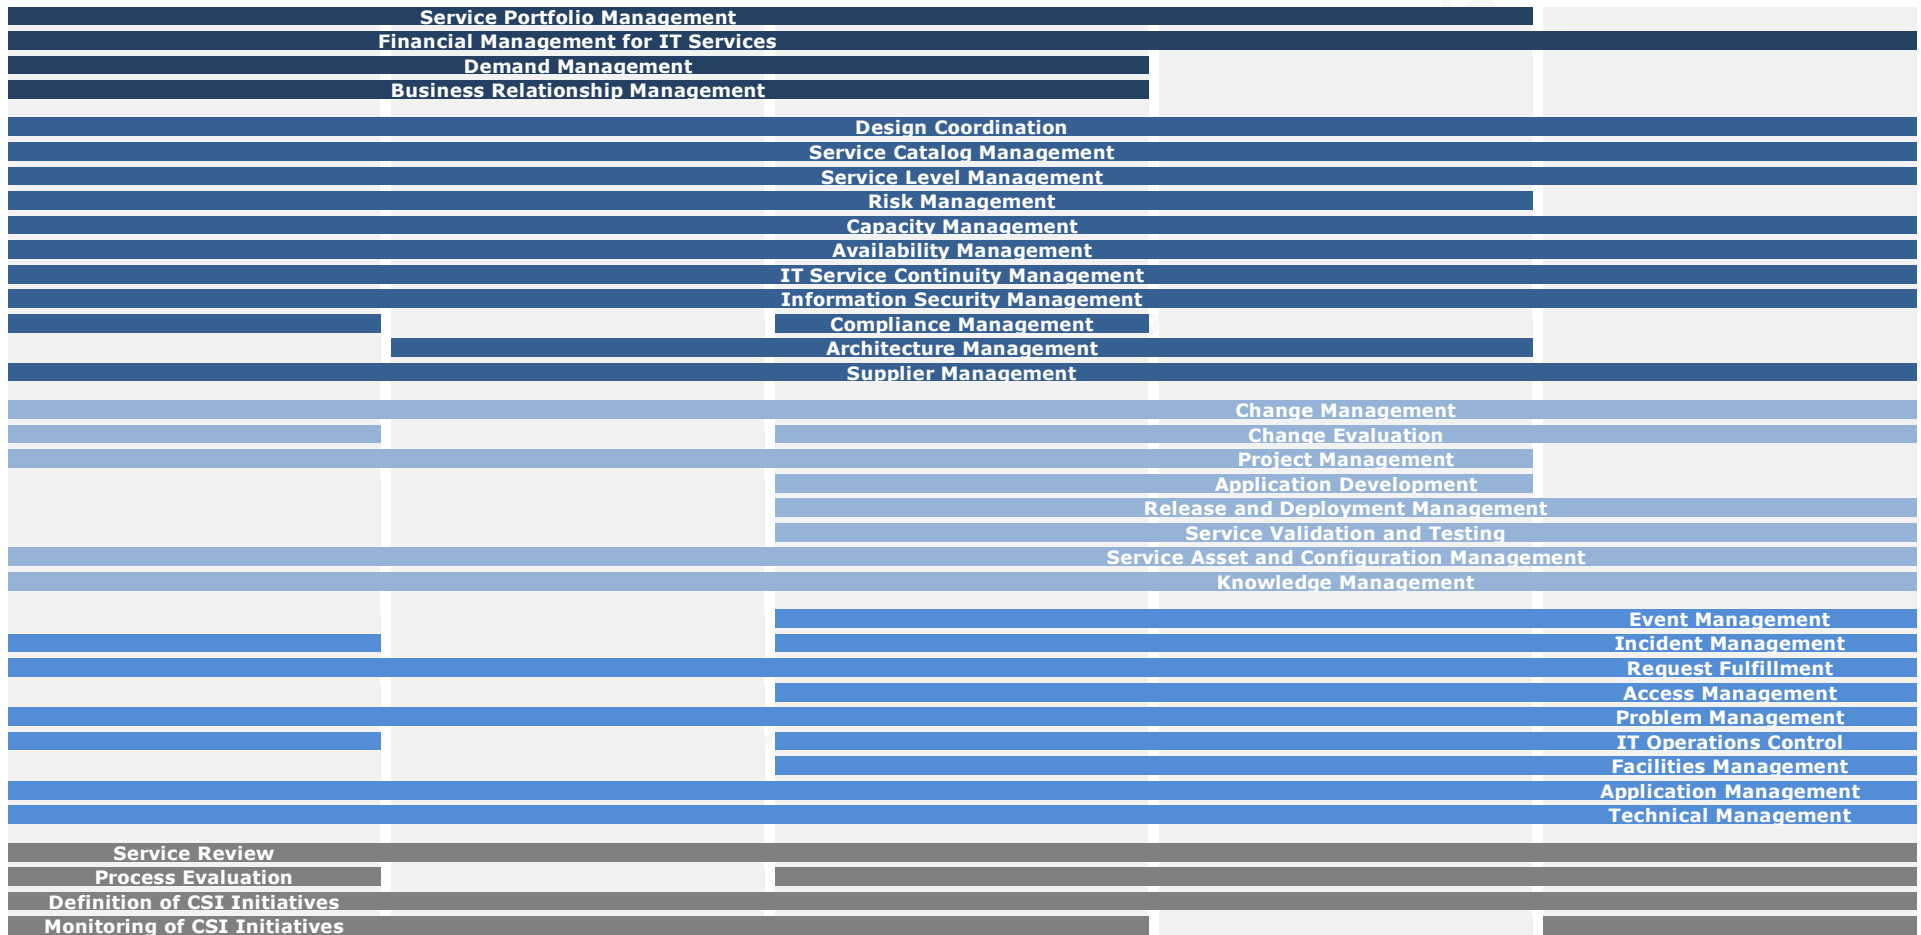 Service Portfolio Management
Financial Management for IT Services
Demand Management
Business Relationship Management
Design Coordination
Service Catalog Management
Service Level Management
Risk Management
Capacity Management
Availability Management
IT Service Continuity Management
Information Security Management
Compliance Management
Architecture Management
Supplier Management
Change Management
Change Evaluation
Project Management
Application Development
Release and Deployment Management
Service Validation and Testing
Service Asset and Configuration Management
Knowledge Management
Event Management
Incident Management
Request Fulfillment
Access Management
Problem Management
IT Operations Control
Facilities Management
Application Management
Technical Management
Service Review
Process Evaluation
Definition of CSI Initiatives
Monitoring of CSI Initiatives